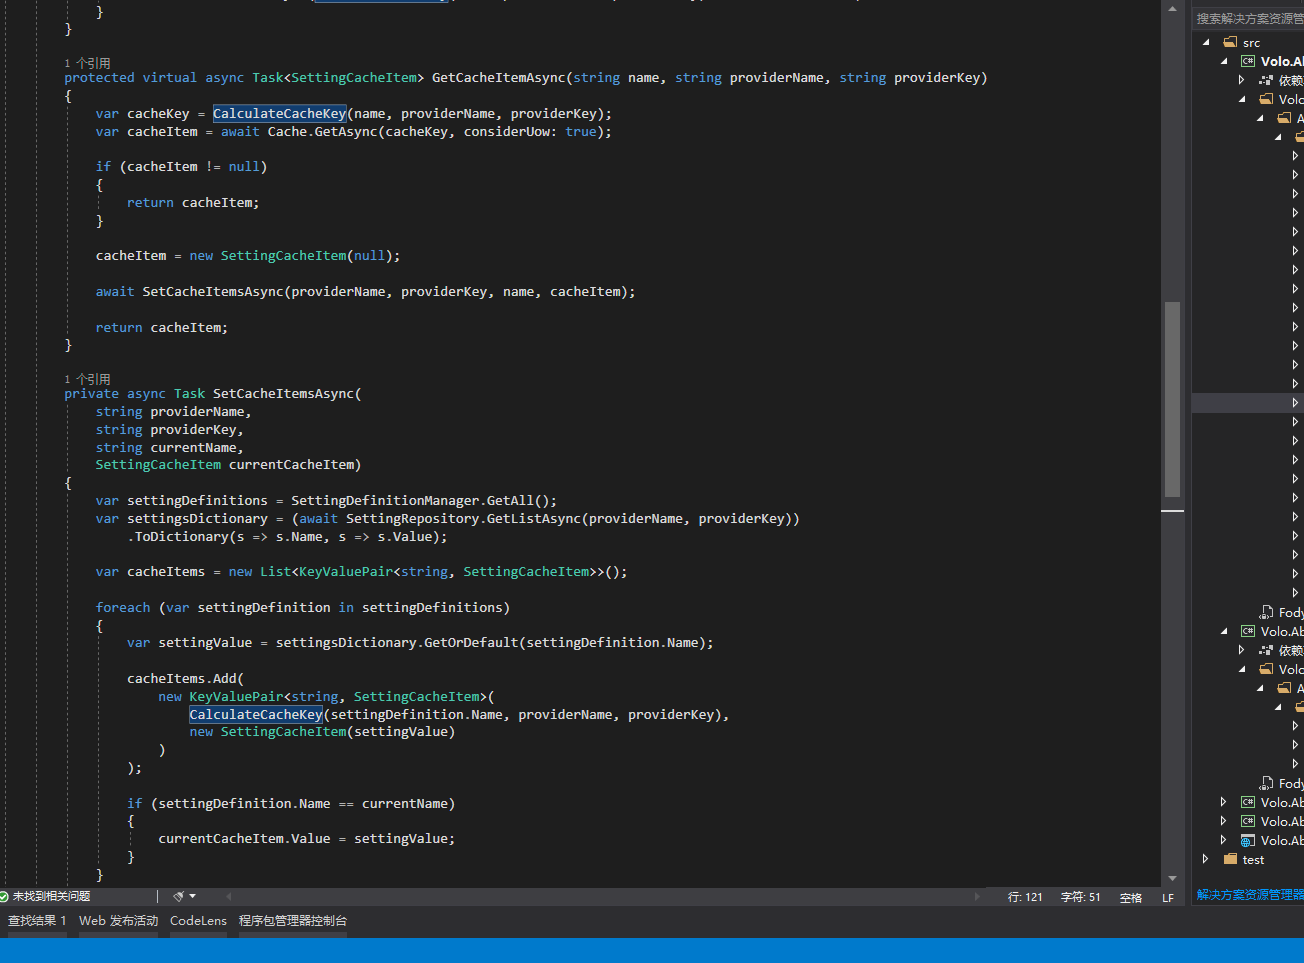 }
}
1 个引用
protected virtual async Task<SettingCacheItem> GetCacheItemAsync(string name, string providerName, string providerKey)
{
var cacheKey = CalculateCacheKey(name, providerName, providerKey);
var cacheItem = await Cache.GetAsync(cacheKey, considerUow: true);
if (cacheItem != null)
{
return cacheItem;
}
cacheItem = new SettingCacheItem(null);
await SetCacheItemsAsync(providerName, providerKey, name, cacheItem);
return cacheItem;
}
1 个引用
private async Task SetCacheItemsAsync(
string providerName,
string providerKey,
string currentName,
SettingCacheItem currentCacheItem)
{
var settingDefinitions = SettingDefinitionManager.GetAll();
var settingsDictionary = (await SettingRepository.GetListAsync(providerName, providerKey))
.ToDictionary(s => s.Name, s => s.Value);
var cacheItems = new List<KeyValuePair<string, SettingCacheItem>>();
foreach (var settingDefinition in settingDefinitions)
{
var settingValue = settingsDictionary.GetOrDefault(settingDefinition.Name);
cacheItems.Add(
new KeyValuePair<string, SettingCacheItem>(
CalculateCacheKey(settingDefinition.Name, providerName, providerKey),
new SettingCacheItem(settingValue)
)
);
if (settingDefinition.Name == currentName)
{
currentCacheItem.Value = settingValue;
}
}
未找到相关问题
行: 121 字符: 51 空格 LF
查找结果 1 Web 发布活动 CodeLens 程序包管理器控制台
搜索解决方案资源管
src
C# Volo.Ab
依赖
Volo
A
Fody
C# Volo.Ab
依赖
Volo
A
Fody
C# Volo.Ab
C# Volo.Ab
Volo.Ab
test
解决方案资源管理器